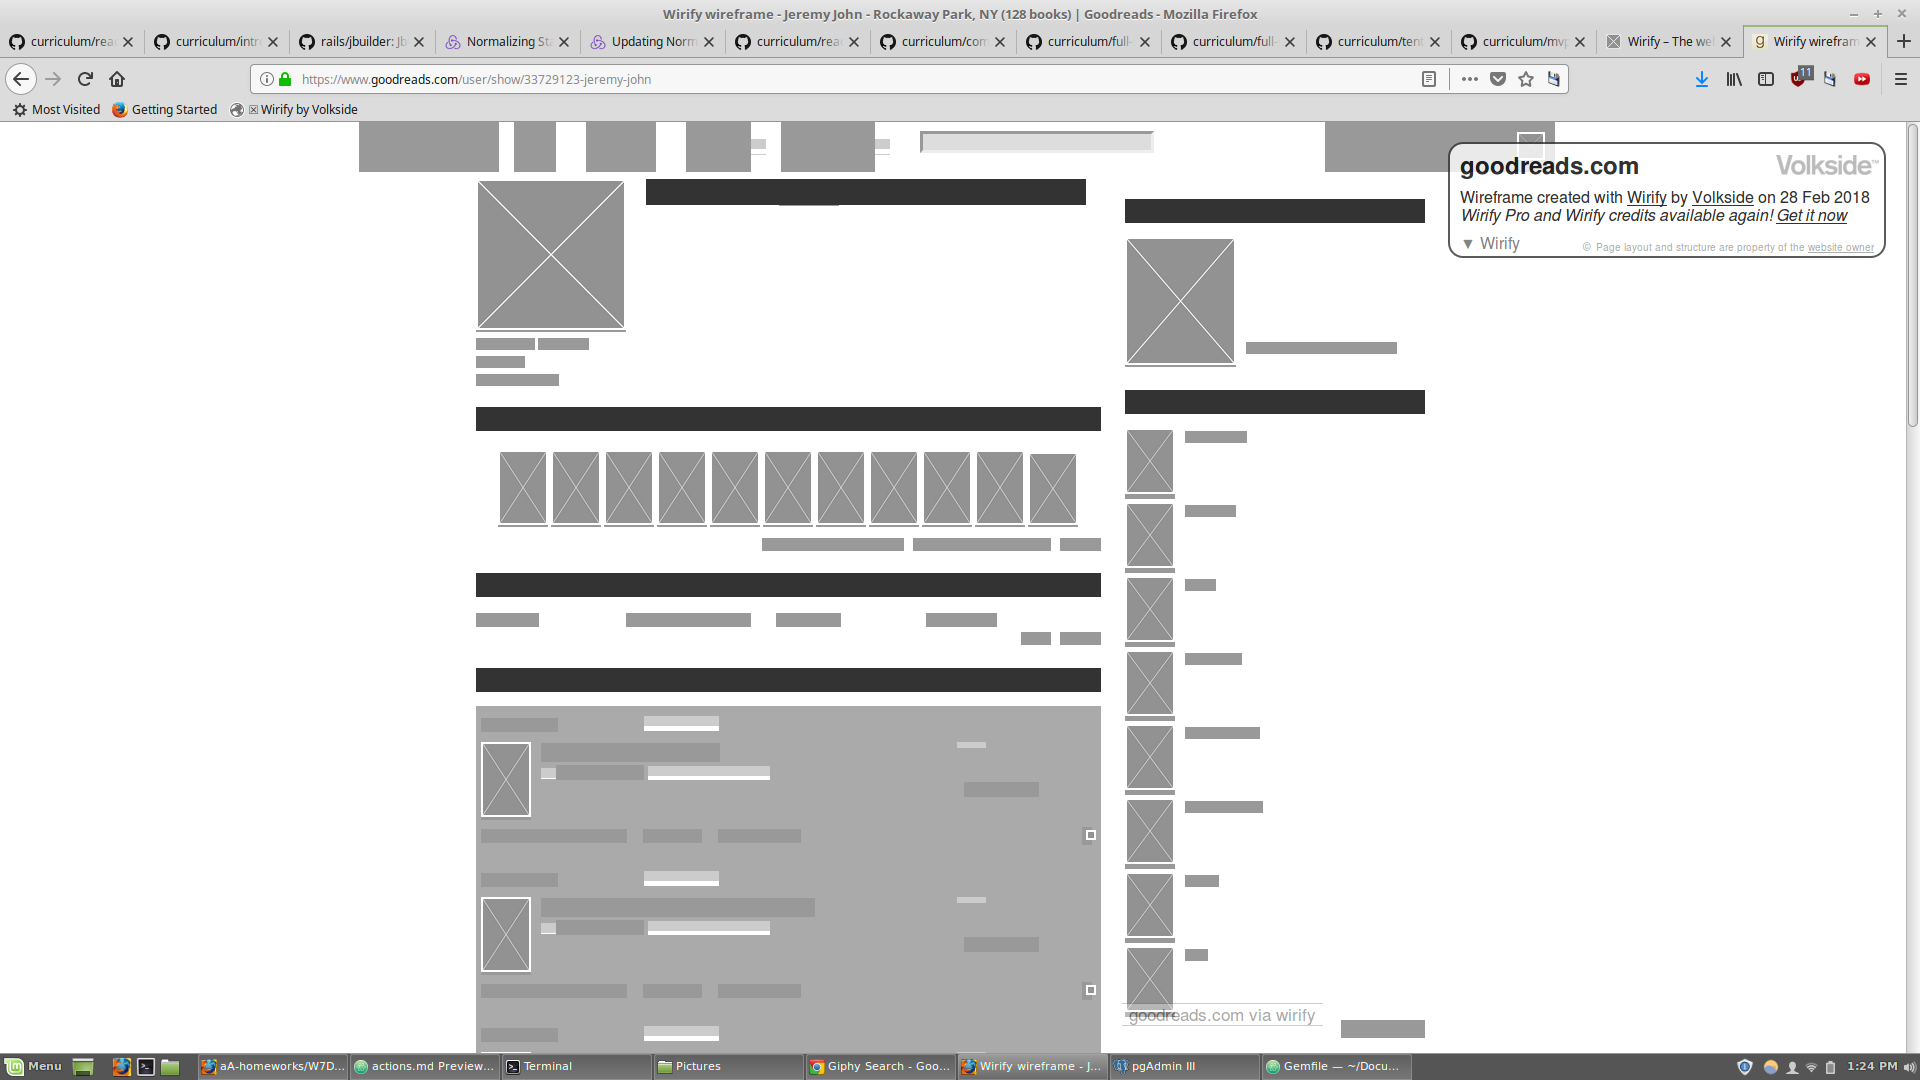 Wirify wireframe - Jeremy John - Rockaway Park, NY (128 books) | Goodreads - Mozilla Firefox
curriculum/rea curriculum/intr rails/jbuilder: Jb Normalizing Sta Updating Norm curriculum/rea curriculum/com curriculum/full- curriculum/full- curriculum/tent curriculum/mvp Wirify – The we Wirify wirefram
https://www.goodreads.com/user/show/33729123-jeremy-john
11
Most Visited Getting Started Wirify by Volkside
goodreads.com Volkside™
Wireframe created with Wirify by Volkside on 28 Feb 2018
Wirify Pro and Wirify credits available again! Get it now
▼ Wirify © Page layout and structure are property of the website owner
goodreads.com via wirify
Menu aA-homeworks/W7D... actions.md Preview... Terminal Pictures Giphy Search - Goo... Wirify wireframe - J... pgAdmin III Gemfile — ~/Docu... 1:24 PM